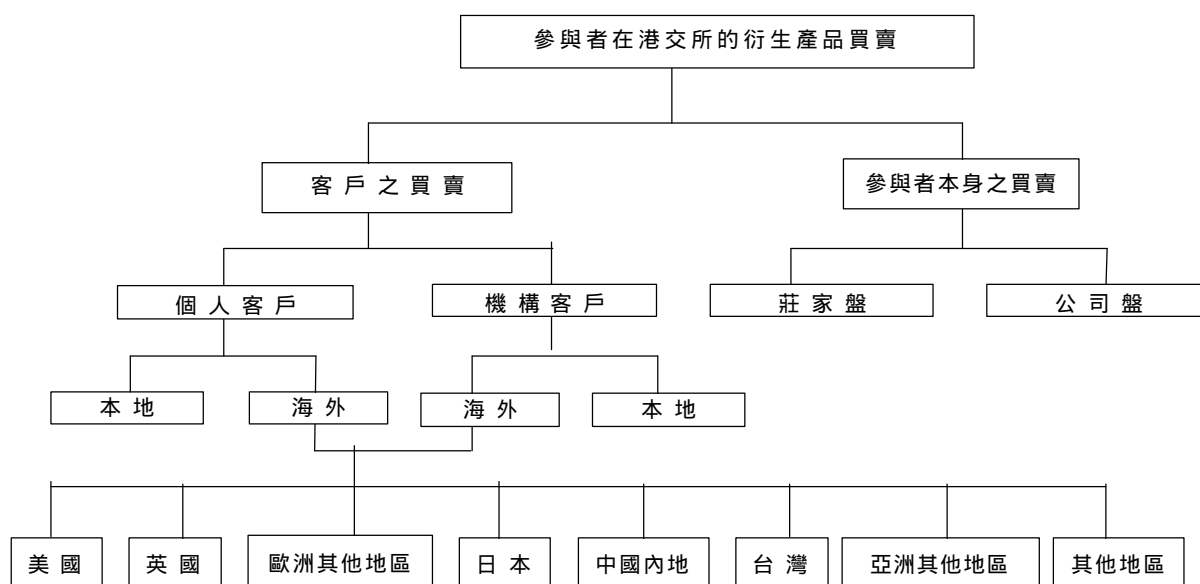 參與者在港交所的衍生產品買賣
客戶之買賣
參與者本身之買賣
個人客戶
機構客戶
莊家盤
公司盤
本地
海外
海外
本地
美國
英國
歐洲其他地區
日本
中國內地
台灣
亞洲其他地區
其他地區